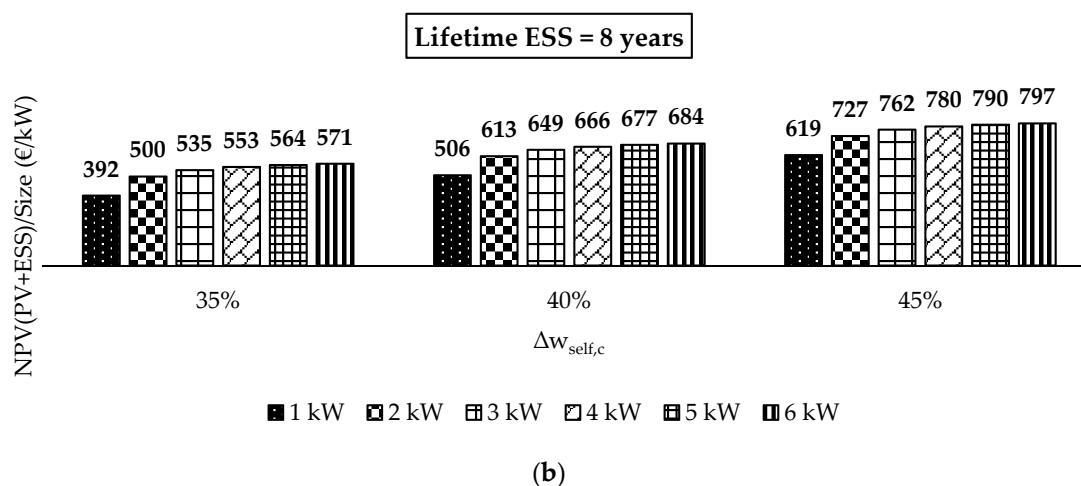 Lifetime ESS = 8 years
NPV(PV+ESS)/Size (€/kW)
392 500 535 553 564 571
506 613 649 666 677 684
619 727 762 780 790 797
35% 40% 45%
Δwself,c
1 kW 2 kW 3 kW 4 kW 5 kW 6 kW
(b)